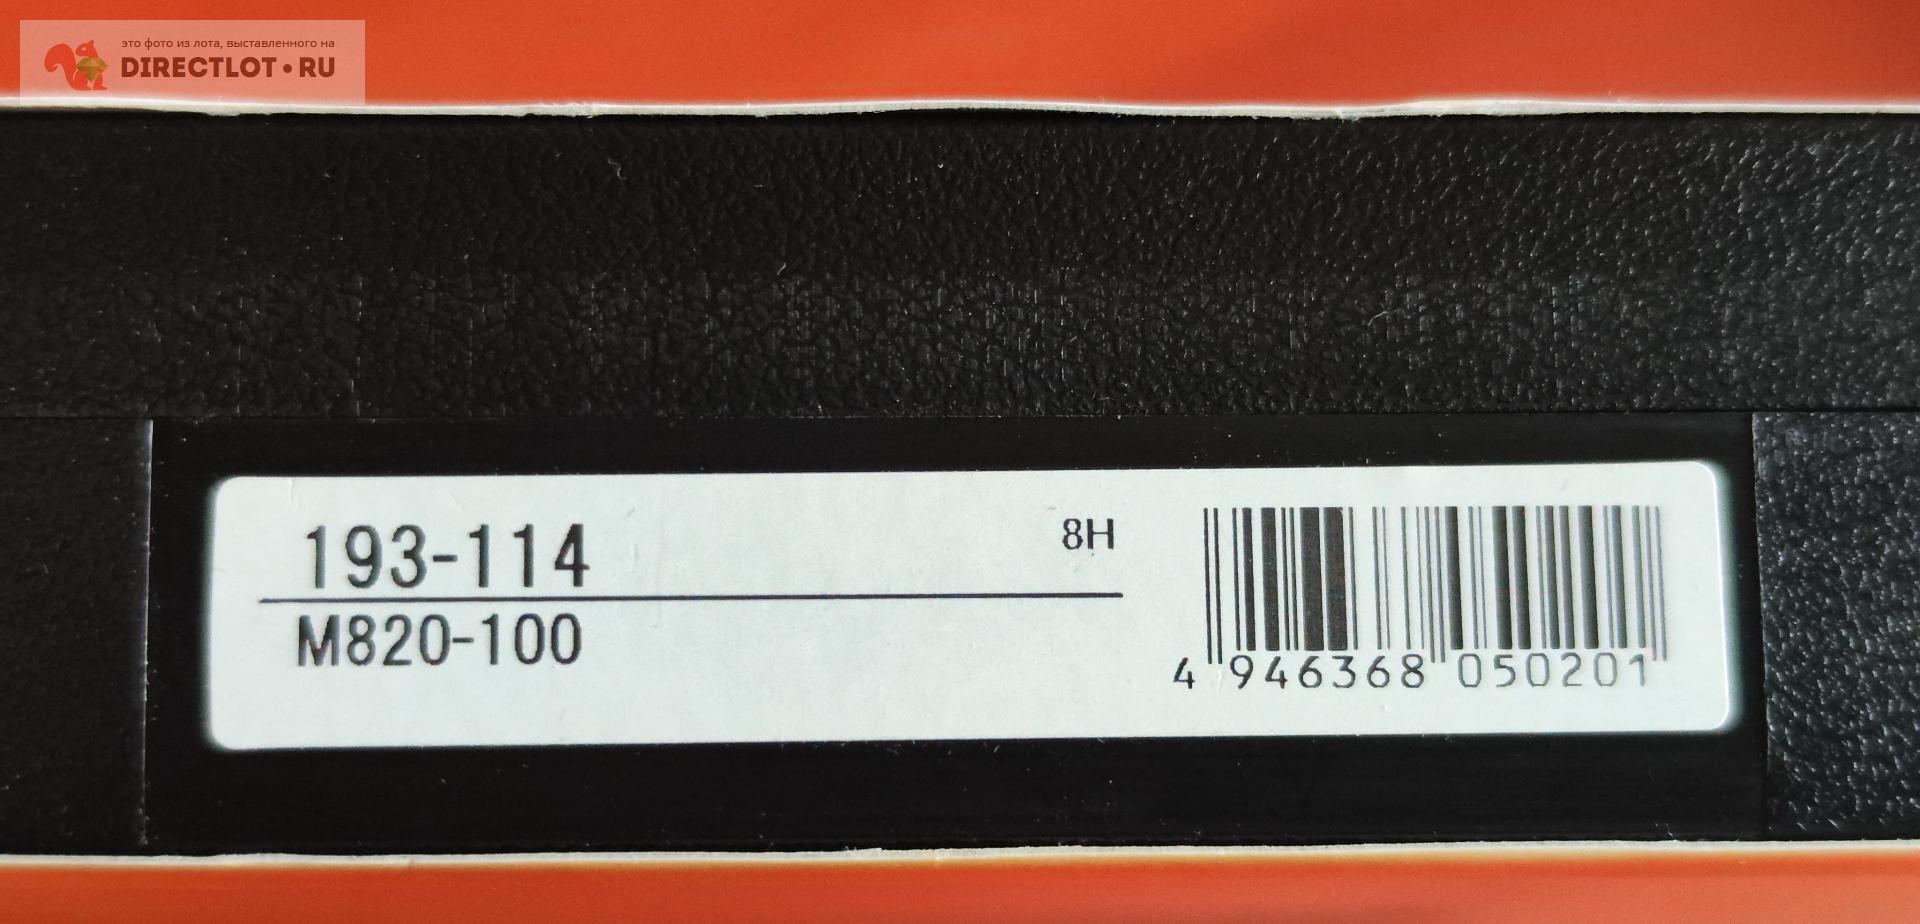 это фото из лота, выставленного на
DIRECTLOT•RU
193-114
8H
M820-100
4 946368 050201